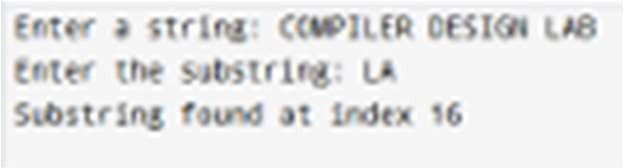 Enter a string: COMPILER DESIGN LAB
Enter the substring: LA
Substring found at index 16